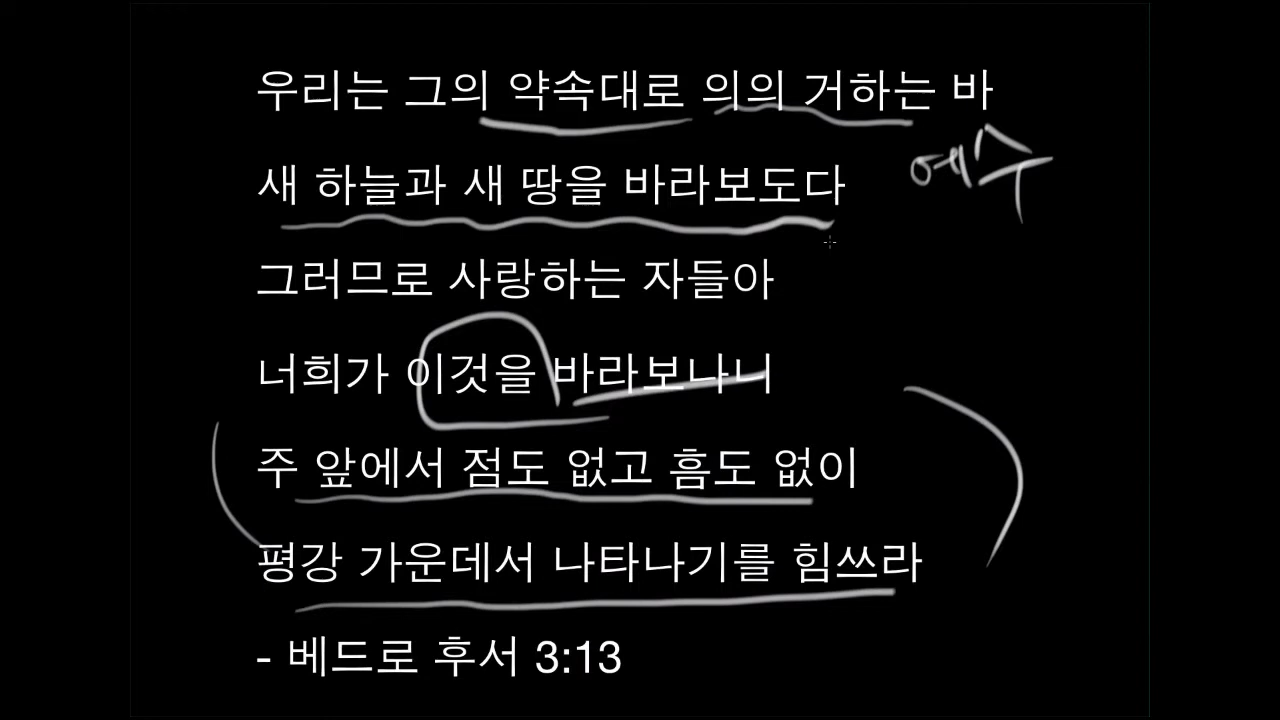 우리는 그의 약속대로 의의 거하는 바
예수
새 하늘과 새 땅을 바라보도다
그러므로 사랑하는 자들아
너희가 이것을 바라보나니
주 앞에서 점도 없고 흠도 없이
평강 가운데서 나타나기를 힘쓰라
- 베드로 후서 3:13